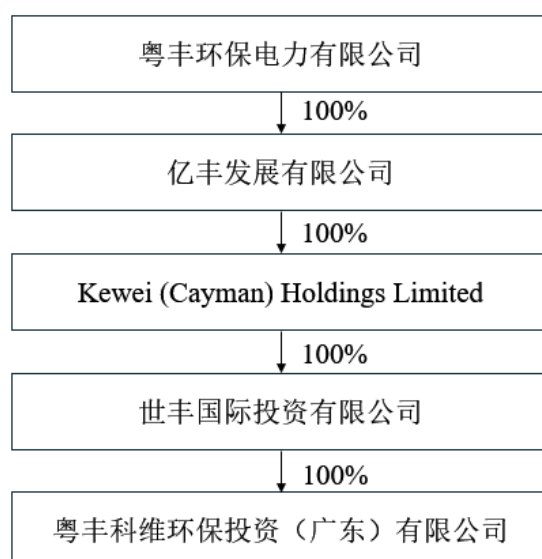 粤丰环保电力有限公司
100%
亿丰发展有限公司
100%
Kewei (Cayman) Holdings Limited
100%
世丰国际投资有限公司
100%
粤丰科维环保投资（广东）有限公司